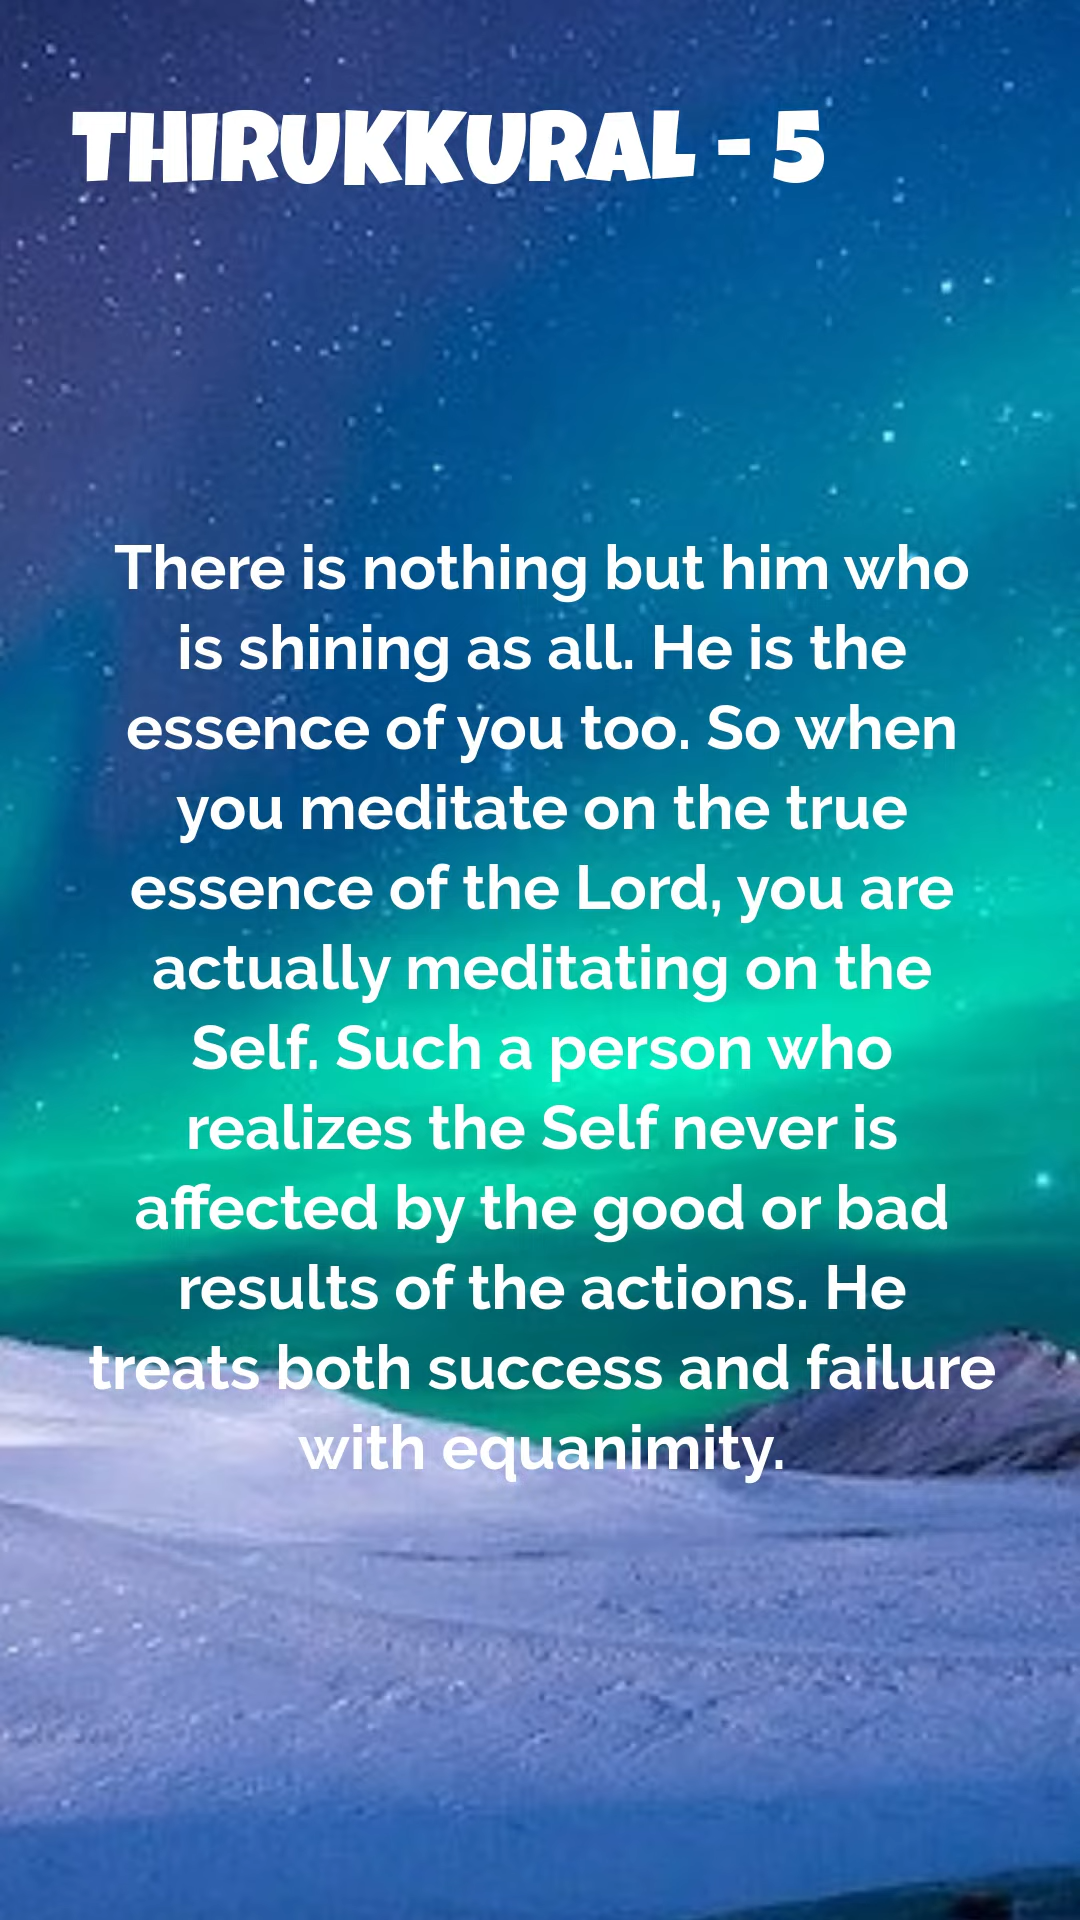 THIRUKKURAL - 5
There is nothing but him who
is shining as all. He is the
essence of you too. So when
you meditate on the true
essence of the Lord, you are
actually meditating on the
Self. Such a person who
realizes the Self never is
affected by the good or bad
results of the actions. He
treats both success and failure
with equanimity.